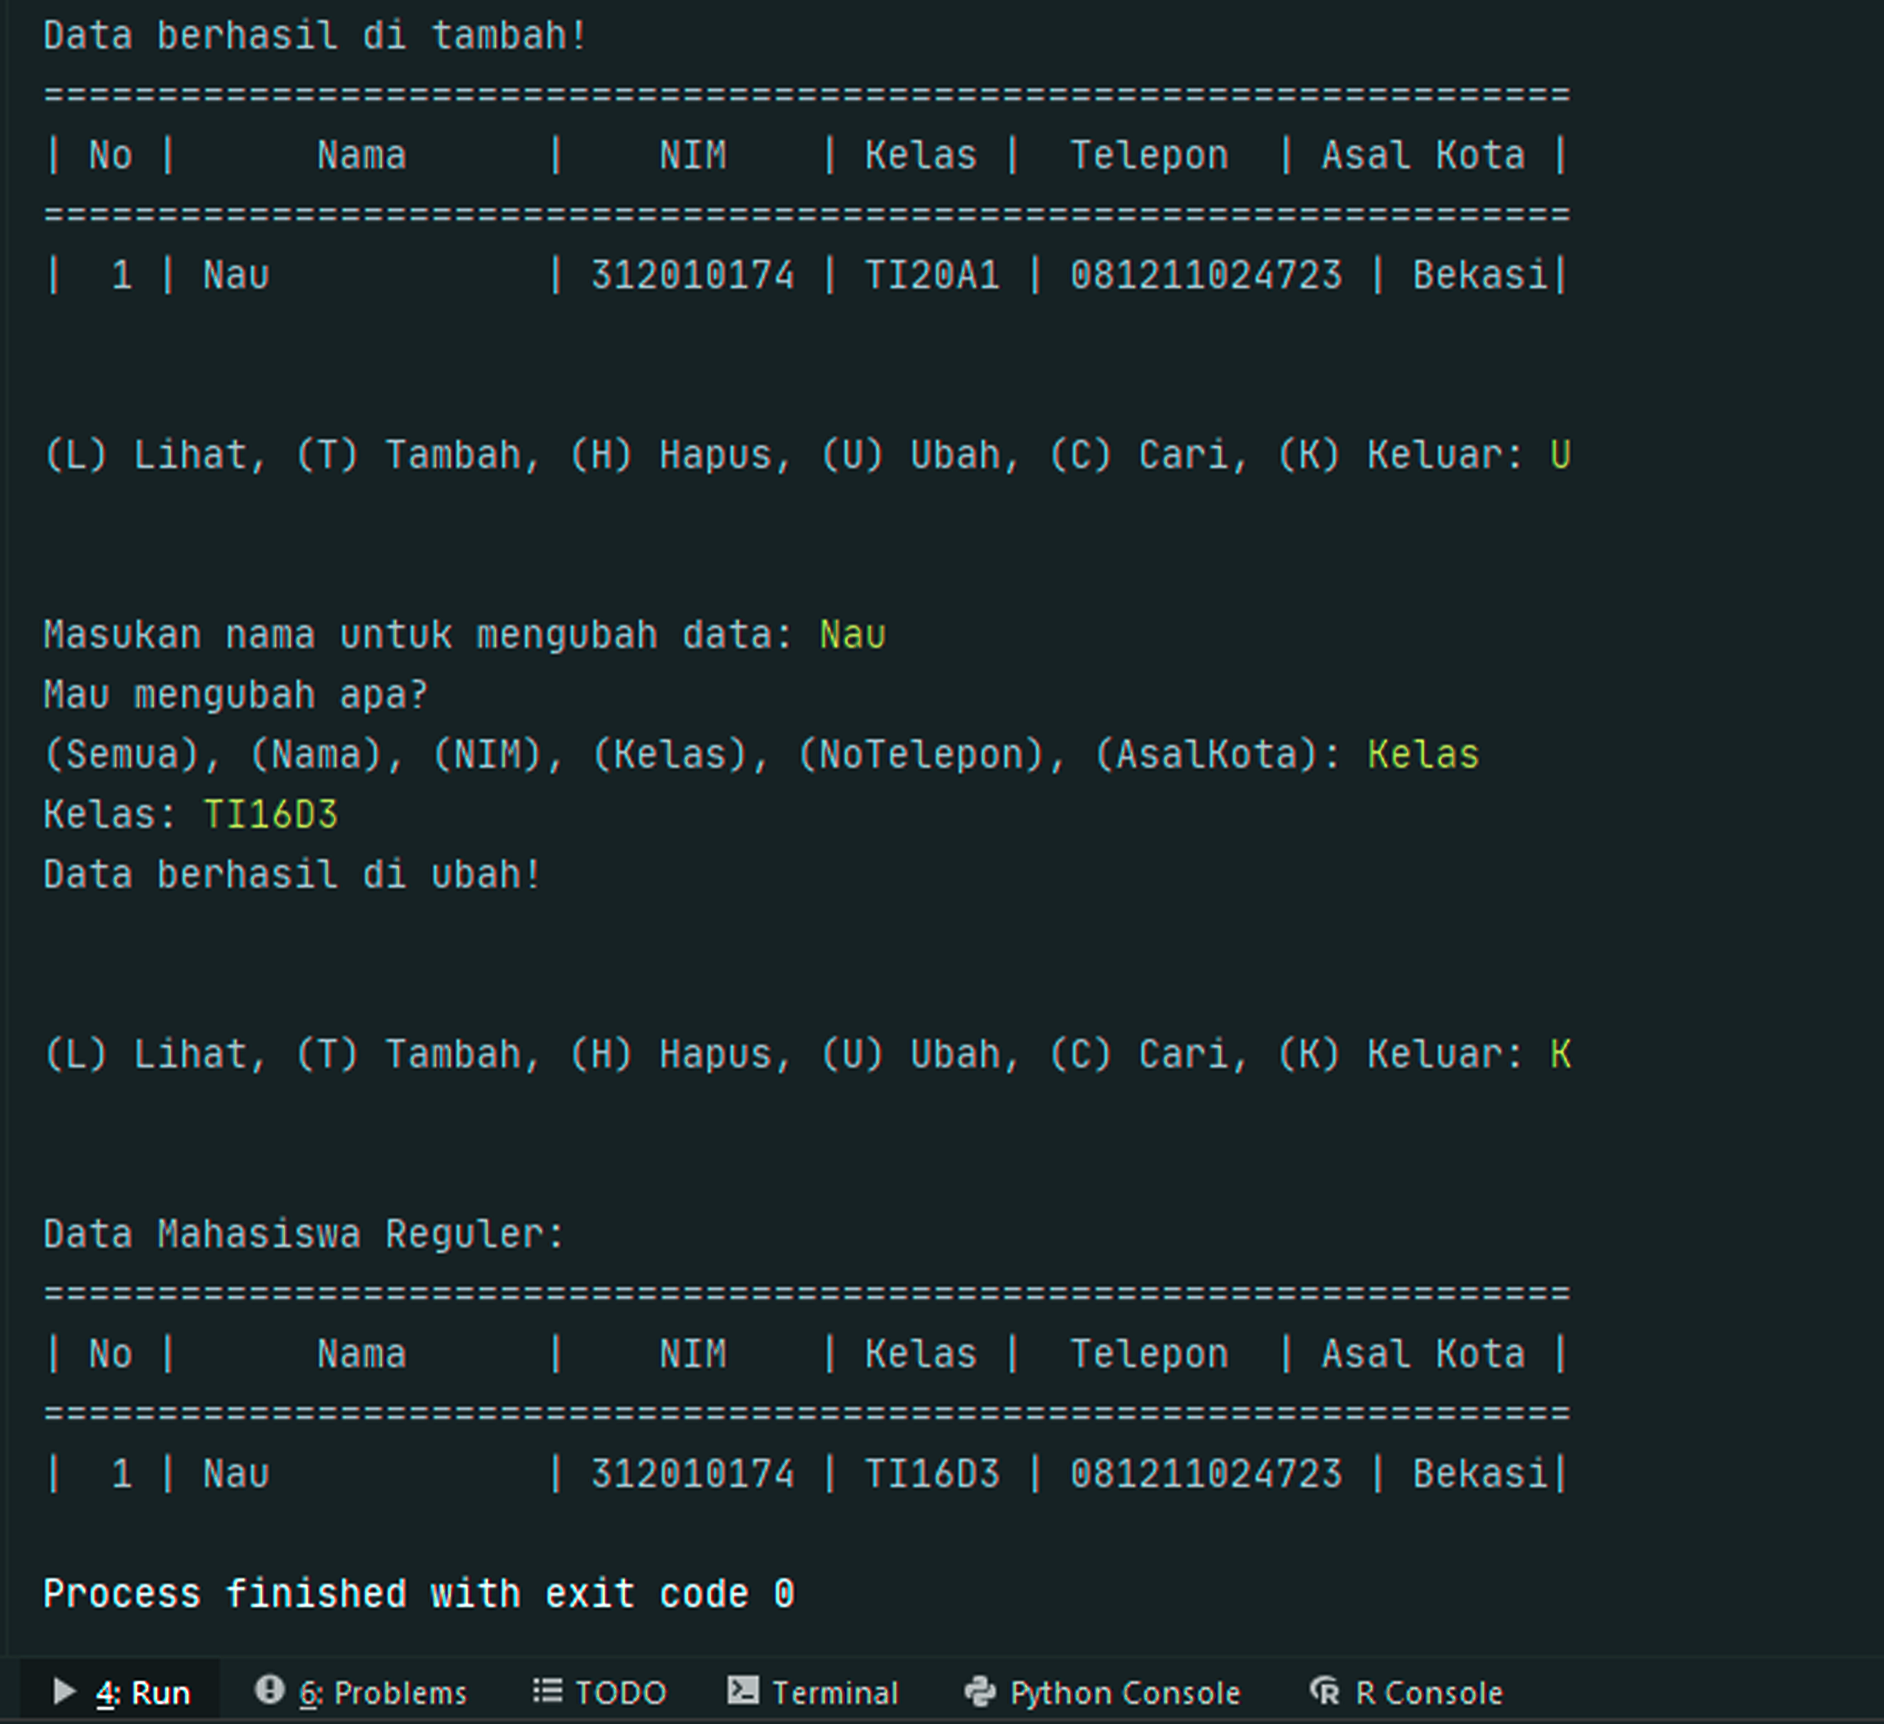 Data berhasil di tambah!
===================================================================
| No |      Nama      |    NIM    | Kelas |  Telepon  | Asal Kota |
===================================================================
|  1 | Nau            | 312010174 | TI20A1 | 081211024723 | Bekasi|
(L) Lihat, (T) Tambah, (H) Hapus, (U) Ubah, (C) Cari, (K) Keluar: U
Masukan nama untuk mengubah data: Nau
Mau mengubah apa?
(Semua), (Nama), (NIM), (Kelas), (NoTelepon), (AsalKota): Kelas
Kelas: TI16D3
Data berhasil di ubah!
(L) Lihat, (T) Tambah, (H) Hapus, (U) Ubah, (C) Cari, (K) Keluar: K
Data Mahasiswa Reguler:
===================================================================
| No |      Nama      |    NIM    | Kelas |  Telepon  | Asal Kota |
===================================================================
|  1 | Nau            | 312010174 | TI16D3 | 081211024723 | Bekasi|
Process finished with exit code 0
4: Run 6: Problems TODO Terminal Python Console R Console